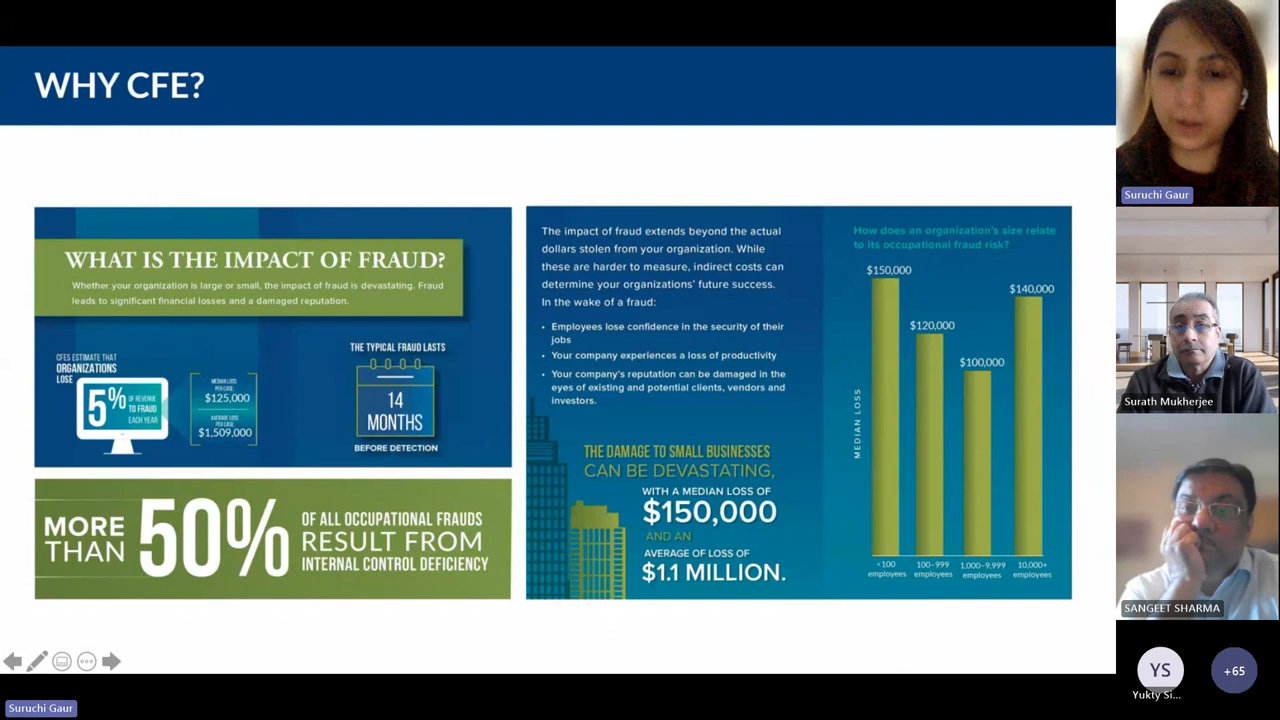 WHY CFE?
WHAT IS THE IMPACT OF FRAUD?
Whether your organization is large or small, the impact of fraud is devastating. Fraud
leads to significant financial losses and a damaged reputation.
CFES ESTIMATE THAT
ORGANIZATIONS
LOSE
5%
OF REVENUE
TO FRAUD
EACH YEAR
MEDIAN LOSS
PER CASE:
$125,000
AVERAGE LOSS
PER CASE:
$1,509,000
THE TYPICAL FRAUD LASTS
14
MONTHS
BEFORE DETECTION
MORE
THAN
50%
OF ALL OCCUPATIONAL FRAUDS
RESULT FROM
INTERNAL CONTROL DEFICIENCY
The impact of fraud extends beyond the actual
dollars stolen from your organization. While
these are harder to measure, indirect costs can
determine your organizations' future success.
In the wake of a fraud:
• Employees lose confidence in the security of their
jobs
• Your company experiences a loss of productivity
• Your company's reputation can be damaged in the
eyes of existing and potential clients, vendors and
investors.
THE DAMAGE TO SMALL BUSINESSES
CAN BE DEVASTATING,
WITH A MEDIAN LOSS OF
$150,000
AND AN
AVERAGE OF LOSS OF
$1.1 MILLION.
How does an organization's size relate
to its occupational fraud risk?
MEDIAN LOSS
$150,000
$120,000
$100,000
$140,000
<100
employees
100–999
employees
1,000–9,999
employees
10,000+
employees
Suruchi Gaur
Surath Mukherjee
SANGEET SHARMA
YS
Yukty Si...
+65
Suruchi Gaur